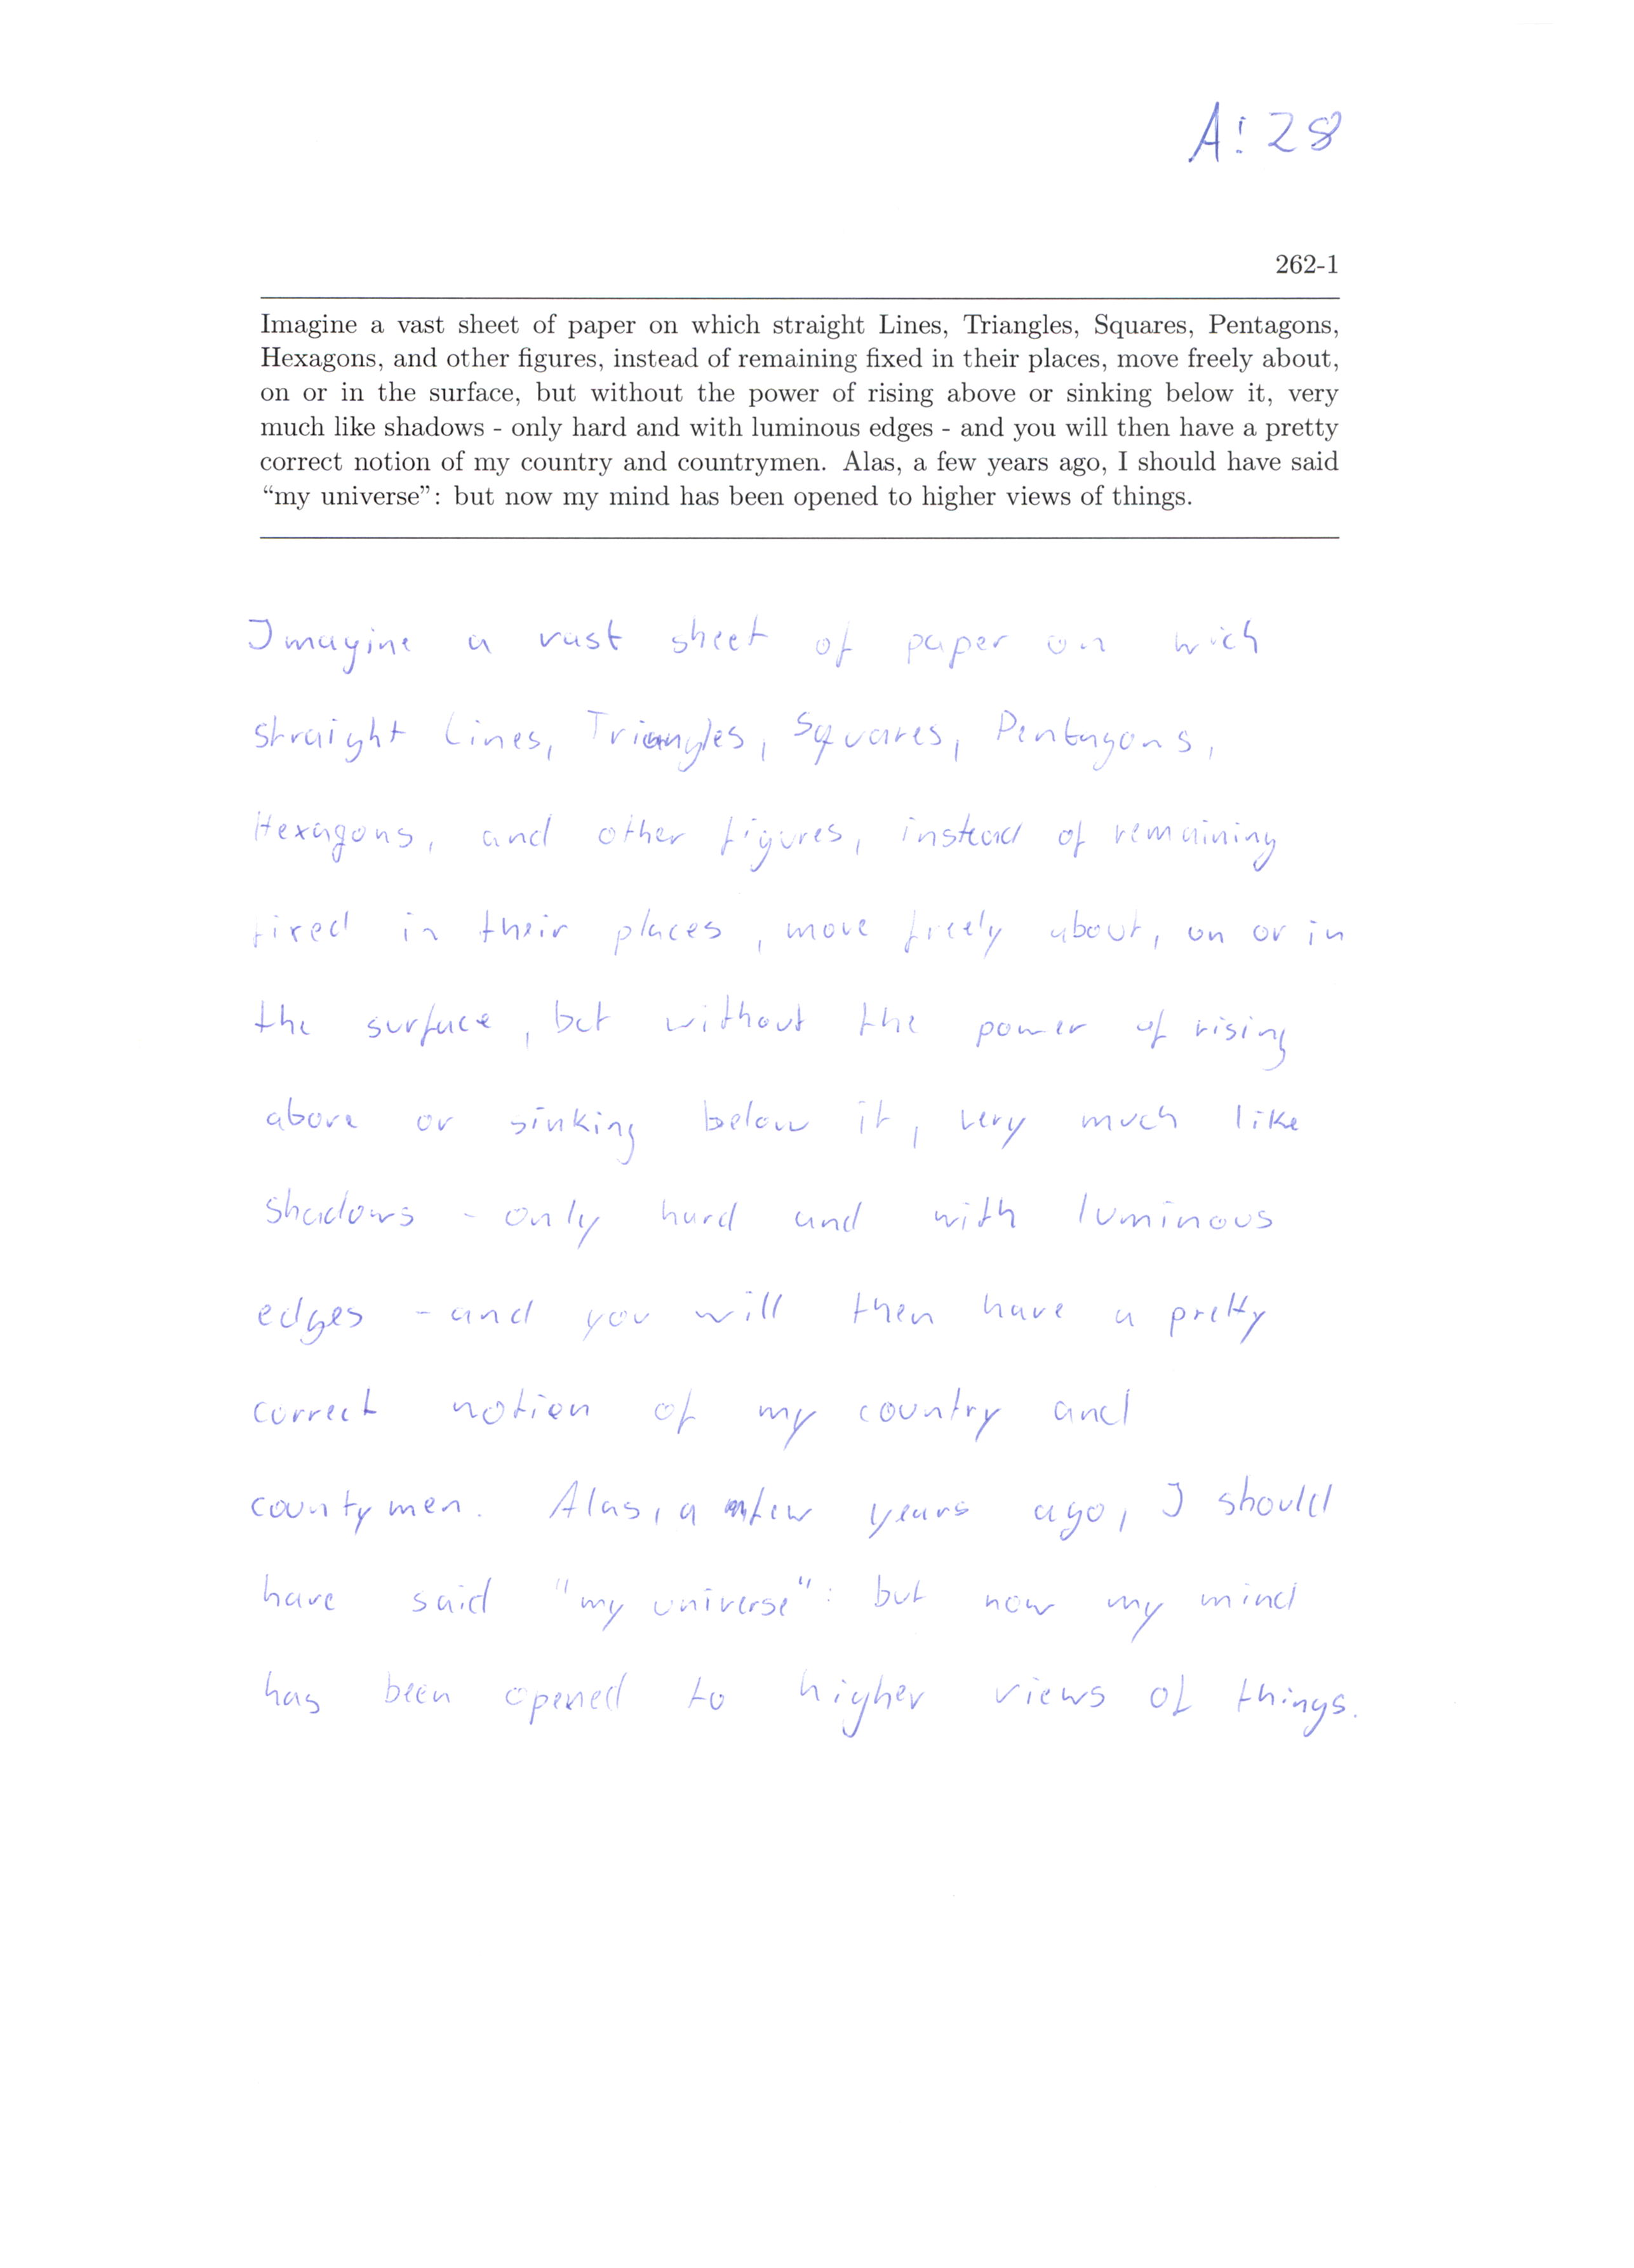 A! 28
262-1
Imagine a vast sheet of paper on which straight Lines, Triangles, Squares, Pentagons,
Hexagons, and other figures, instead of remaining fixed in their places, move freely about,
on or in the surface, but without the power of rising above or sinking below it, very
much like shadows - only hard and with luminous edges - and you will then have a pretty
correct notion of my country and countrymen. Alas, a few years ago, I should have said
“my universe”: but now my mind has been opened to higher views of things.
Imagine a vast sheet of paper on wich
straight Lines, Triangles, Squares, Pentagons,
Hexagons, and other figures, instead of remaining
fixed in their places, move freely about, on or in
the surface, but without the power of rising
above or sinking below it, very much like
shadows - only hard and with luminous
edges - and you will then have a pretty
correct notion of my country and
countymen. Alas, a few years ago, I should
have said "my universe": but now my mind
has been opened to higher views of things.